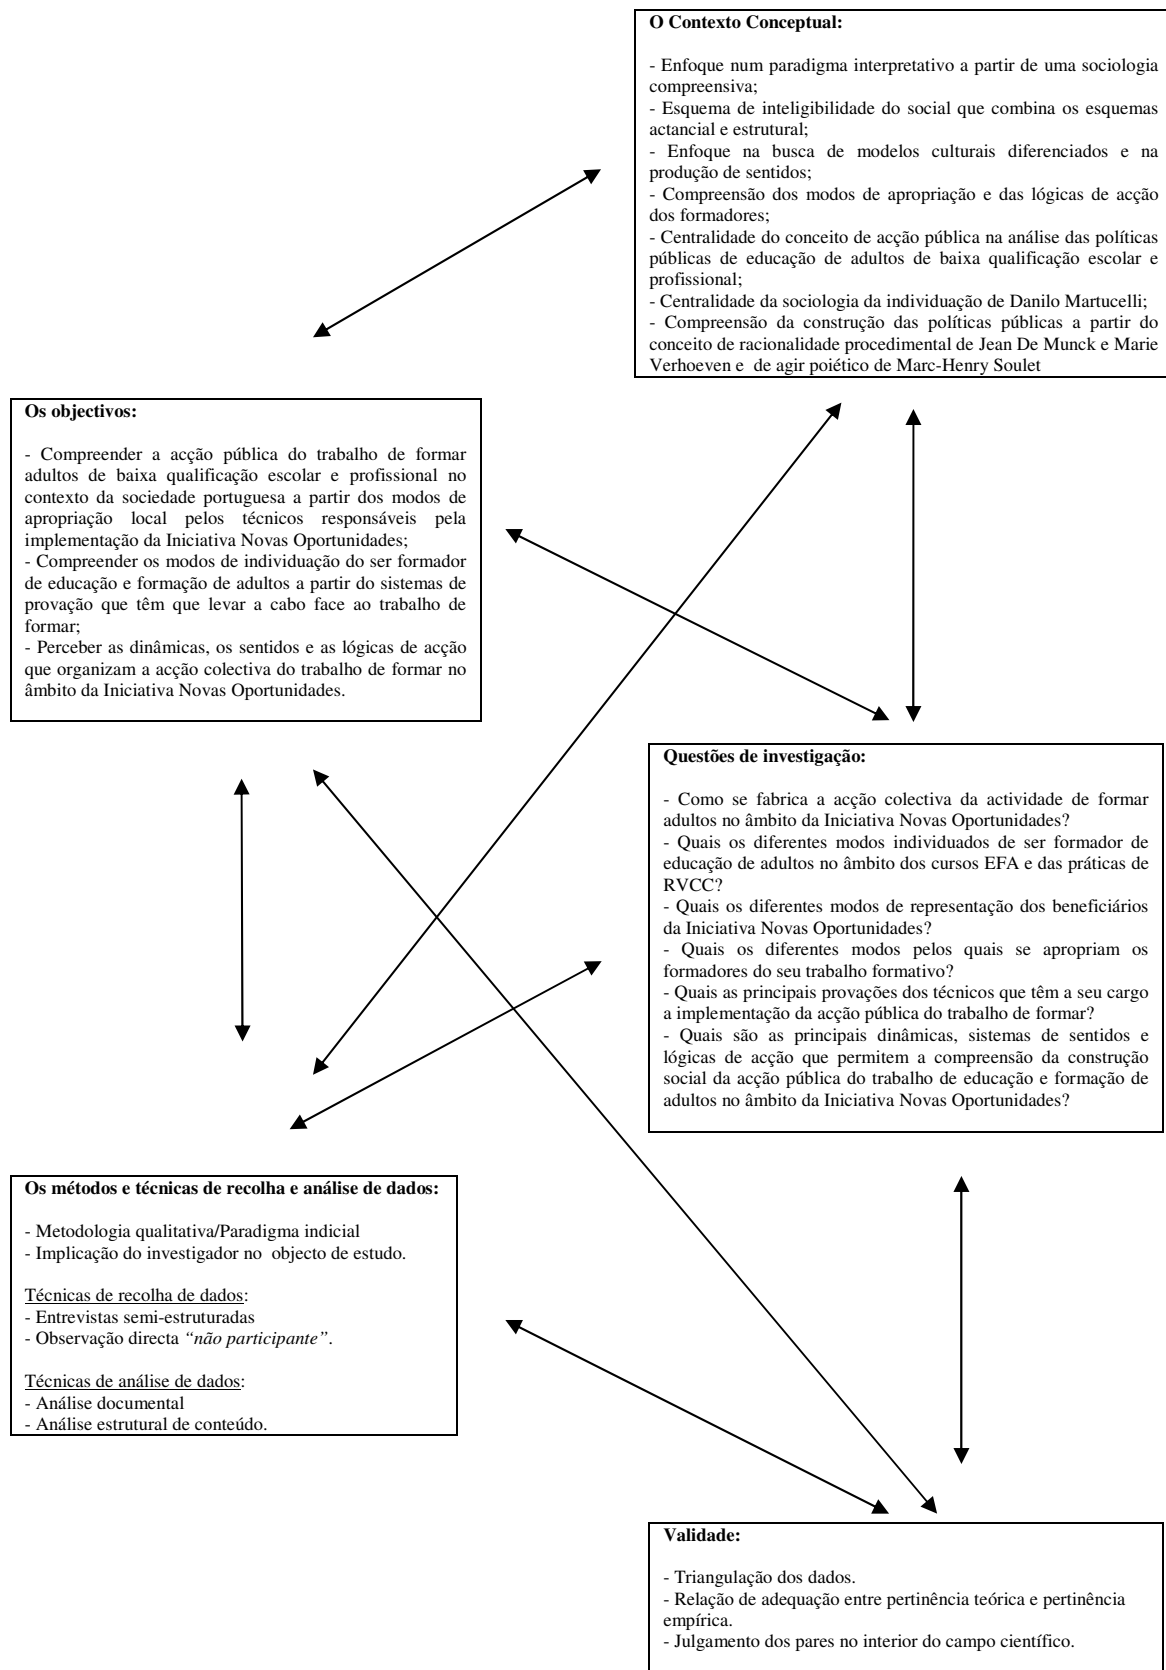 O Contexto Conceptual:
- Enfoque num paradigma interpretativo a partir de uma sociologia
compreensiva;
- Esquema de inteligibilidade do social que combina os esquemas
actancial e estrutural;
- Enfoque na busca de modelos culturais diferenciados e na
produção de sentidos;
- Compreensão dos modos de apropriação e das lógicas de acção
dos formadores;
- Centralidade do conceito de acção pública na análise das políticas
públicas de educação de adultos de baixa qualificação escolar e
profissional;
- Centralidade da sociologia da individuação de Danilo Martucelli;
- Compreensão da construção das políticas públicas a partir do
conceito de racionalidade procedimental de Jean De Munck e Marie
Verhoeven e de agir poiético de Marc-Henry Soulet
Os objectivos:
- Compreender a acção pública do trabalho de formar
adultos de baixa qualificação escolar e profissional no
contexto da sociedade portuguesa a partir dos modos de
apropriação local pelos técnicos responsáveis pela
implementação da Iniciativa Novas Oportunidades;
- Compreender os modos de individuação do ser formador
de educação e formação de adultos a partir do sistemas de
provação que têm que levar a cabo face ao trabalho de
formar;
- Perceber as dinâmicas, os sentidos e as lógicas de acção
que organizam a acção colectiva do trabalho de formar no
âmbito da Iniciativa Novas Oportunidades.
Questões de investigação:
- Como se fabrica a acção colectiva da actividade de formar
adultos no âmbito da Iniciativa Novas Oportunidades?
- Quais os diferentes modos individuados de ser formador de
educação de adultos no âmbito dos cursos EFA e das práticas de
RVCC?
- Quais os diferentes modos de representação dos beneficiários
da Iniciativa Novas Oportunidades?
- Quais os diferentes modos pelos quais se apropriam os
formadores do seu trabalho formativo?
- Quais as principais provações dos técnicos que têm a seu cargo
a implementação da acção pública do trabalho de formar?
- Quais são as principais dinâmicas, sistemas de sentidos e
lógicas de acção que permitem a compreensão da construção
social da acção pública do trabalho de educação e formação de
adultos no âmbito da Iniciativa Novas Oportunidades?
Os métodos e técnicas de recolha e análise de dados:
- Metodologia qualitativa/Paradigma indicial
- Implicação do investigador no objecto de estudo.
Técnicas de recolha de dados:
- Entrevistas semi-estruturadas
- Observação directa “não participante”.
Técnicas de análise de dados:
- Análise documental
- Análise estrutural de conteúdo.
Validade:
- Triangulação dos dados.
- Relação de adequação entre pertinência teórica e pertinência
empírica.
- Julgamento dos pares no interior do campo científico.